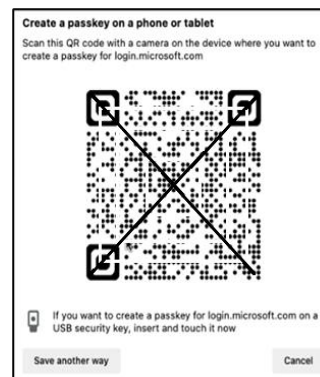 Create a passkey on a phone or tablet
Scan this QR code with a camera on the device where you want to
create a passkey for login.microsoft.com
If you want to create a passkey for login.microsoft.com on a
USB security key, insert and touch it now
Save another way
Cancel